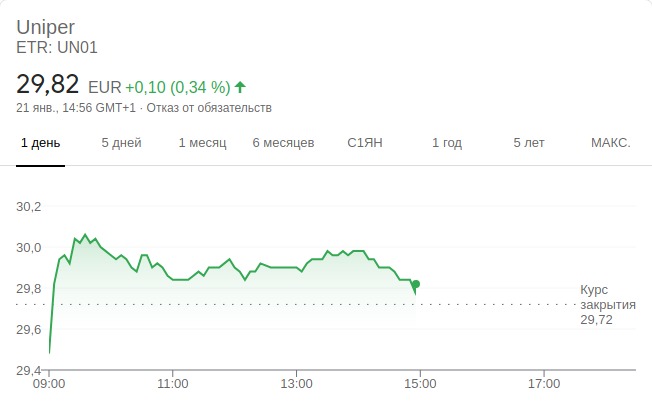 Uniper
ETR: UN01
29,82 EUR +0,10 (0,34 %)
21 янв., 14:56 GMT+1 · Отказ от обязательств
1 день 5 дней 1 месяц 6 месяцев С1ЯН 1 год 5 лет МАКС.
30,2
30,0
29,8
29,6
29,4
Курс
закрытия
29,72
09:00 11:00 13:00 15:00 17:00